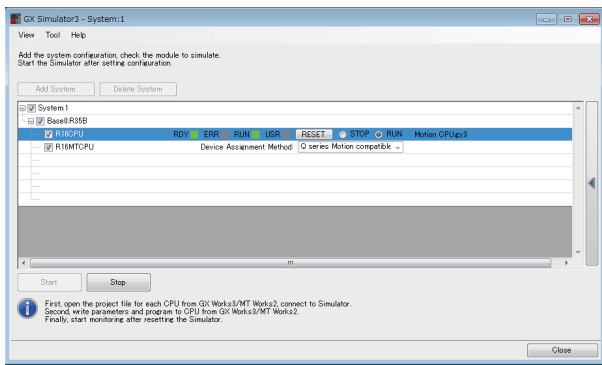 GX Simulator3 - System:1
View Tool Help
Add the system configuration, check the module to simulate.
Start the Simulator after setting configuration.
Add System Delete System
System:1
Base0:R35B
R16CPU RDY ERR RUN USR RESET STOP RUN Motion CPU.gx3
R16MTCPU Device Assignment Method: Q series Motion compatible
Start Stop
First, open the project file for each CPU from GX Works3/MT Works2, connect to Simulator.
Second, write parameters and program to CPU from GX Works3/MT Works2.
Finally, start monitoring after resetting the Simulator.
Close